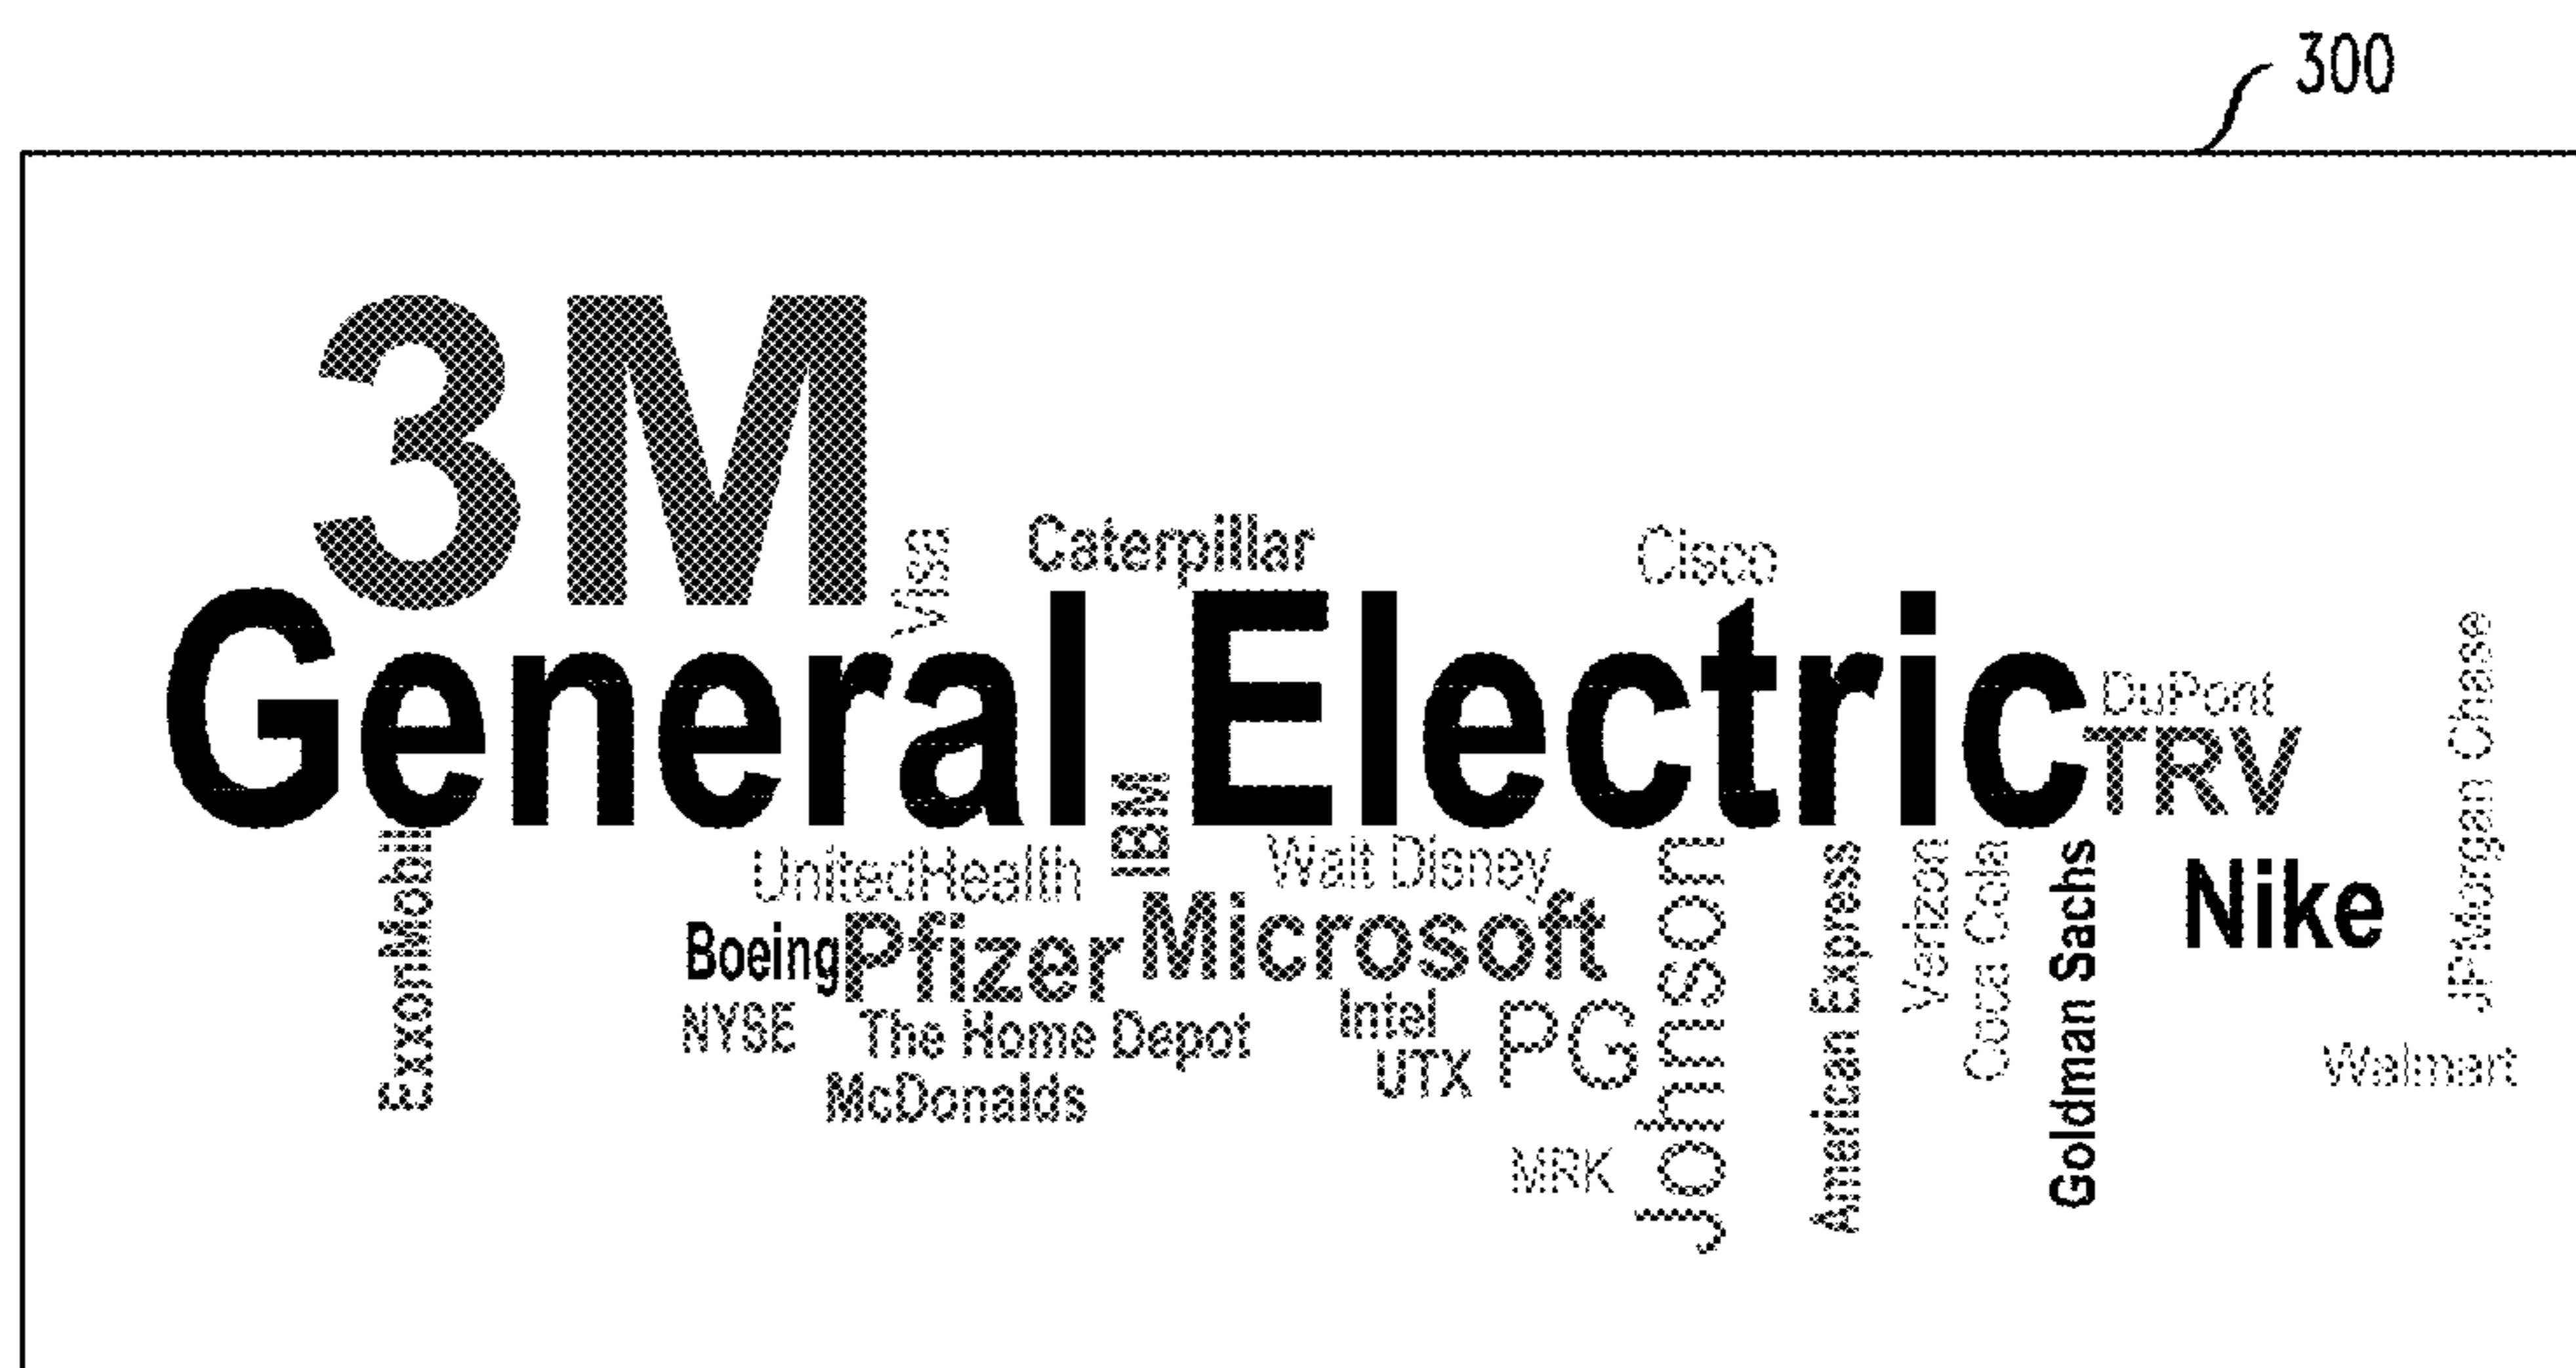 300
3M
Visa
Caterpillar
Cisco
General Electric
DuPont
TRV
JPMorgan Chase
IBM
ExxonMobil
UnitedHealth
Walt Disney
Boeing
Pfizer
Microsoft
Johnson
American Express
Verizon
Coca Cola
Goldman Sachs
Nike
NYSE
The Home Depot
Intel
PG
UTX
McDonalds
Walmart
MRK